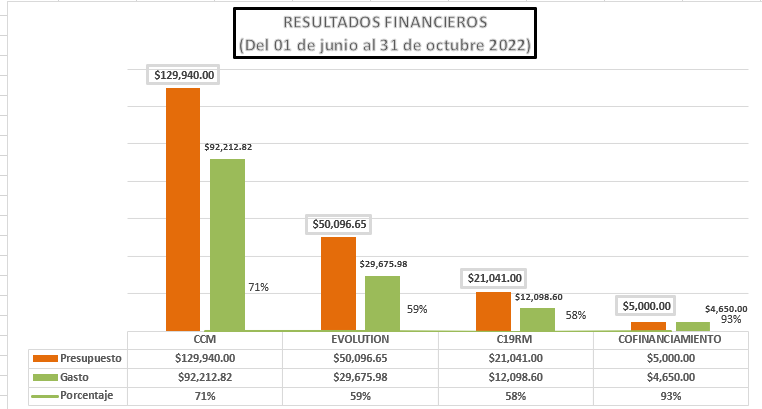 RESULTADOS FINANCIEROS
(Del 01 de junio al 31 de octubre 2022)
$129,940.00
$92,212.82
71%
$50,096.65
$29,675.98
59%
$21,041.00
$12,098.60
58%
$5,000.00
$4,650.00
93%
CCM EVOLUTION C19RM COFINANCIAMIENTO
Presupuesto $129,940.00 $50,096.65 $21,041.00 $5,000.00
Gasto $92,212.82 $29,675.98 $12,098.60 $4,650.00
Porcentaje 71% 59% 58% 93%